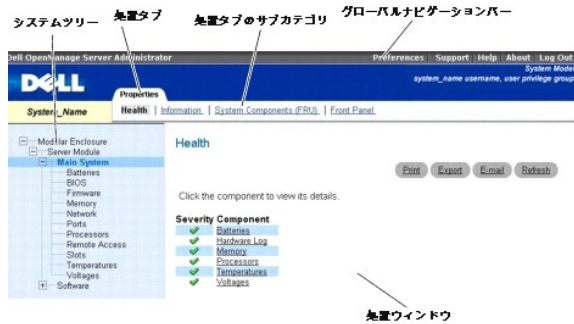 システムツリー
処置タブ
処置タブのサブカテゴリ
グローバルナビゲーションバー
Dell OpenManage Server Administrator
Preferences Support Help About Log Out
DELL
System Model
system_name username, user privilege group
Properties
System_Name
Health Information System Components (FRU) Front Panel
Modular Enclosure
Server Module
Main System
Batteries
BIOS
Firmware
Memory
Network
Ports
Processors
Remote Access
Slots
Temperatures
Voltages
Software
Health
Print Export E-mail Refresh
Click the component to view its details.
Severity Component
Batteries
Hardware Log
Memory
Processors
Temperatures
Voltages
処置ウィンドウ